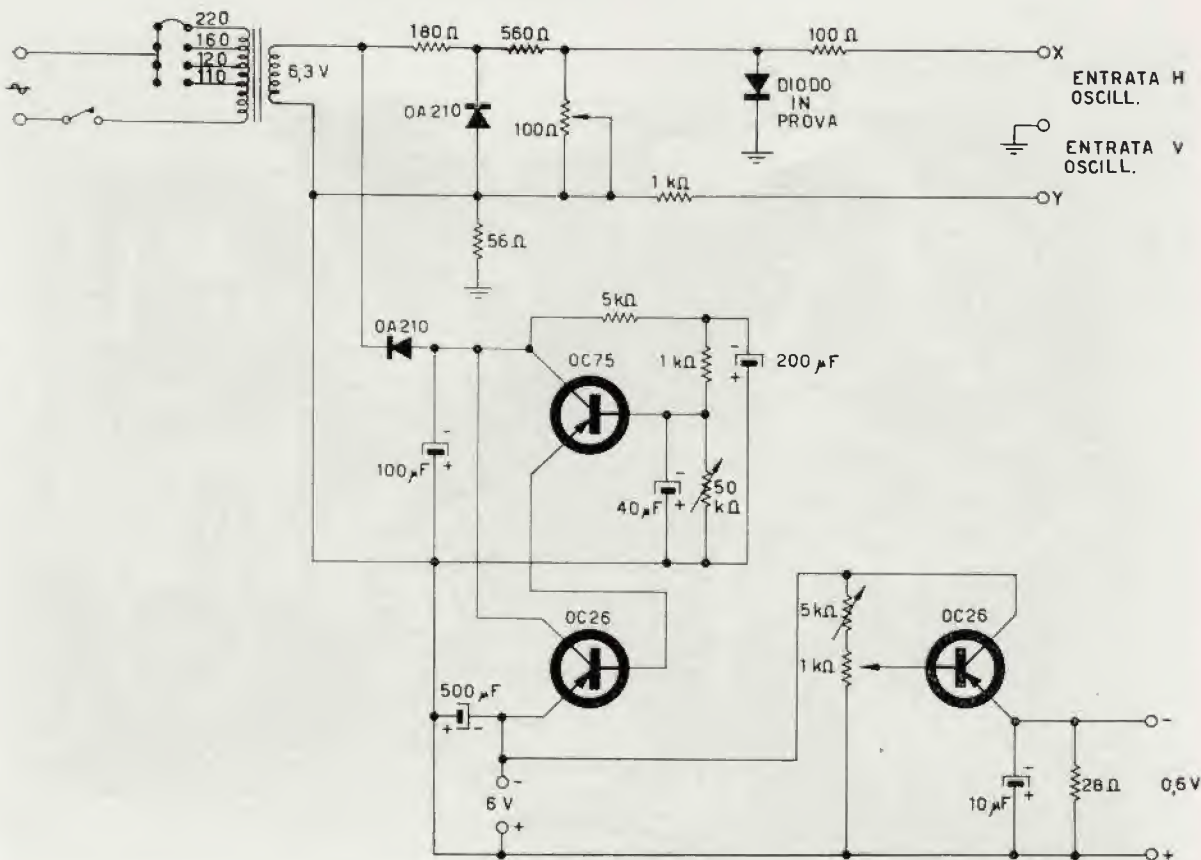 220
160
120
110
6,3 V
180 Ω
560 Ω
100 Ω
X
ENTRATA H
OSCILL.
OA 210
100 Ω
DIODO
IN
PROVA
ENTRATA V
OSCILL.
1 kΩ
Y
56 Ω
5 kΩ
OA 210
OC75
1 kΩ
-
+
200 µF
-
+
100 µF
-
+
40 µF
50
kΩ
OC26
5 kΩ
OC26
1 kΩ
500 µF
+ -
-
6 V
+
-
+
10 µF
28 Ω
-
0,6 V
+